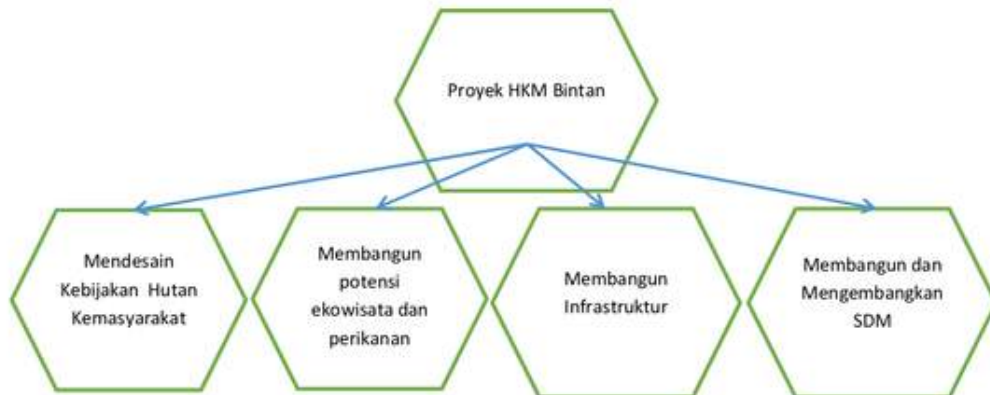 Proyek HKM Bintan
Mendesain
Kebijakan Hutan
Kemasyarakat
Membangun
potensi
ekowisata dan
perikanan
Membangun
Infrastruktur
Membangun dan
Mengembangkan
SDM